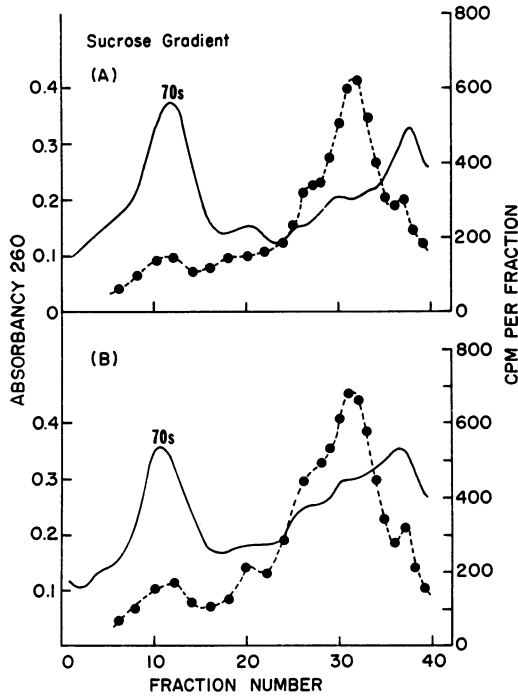 Sucrose Gradient
(A)
70s
800
600
400
200
0
0.4
0.3
0.2
0.1
0
(B)
70s
800
600
400
200
0
0.4
0.3
0.2
0.1
ABSORBANCY 260
CPM PER FRACTION
0 10 20 30 40
FRACTION NUMBER